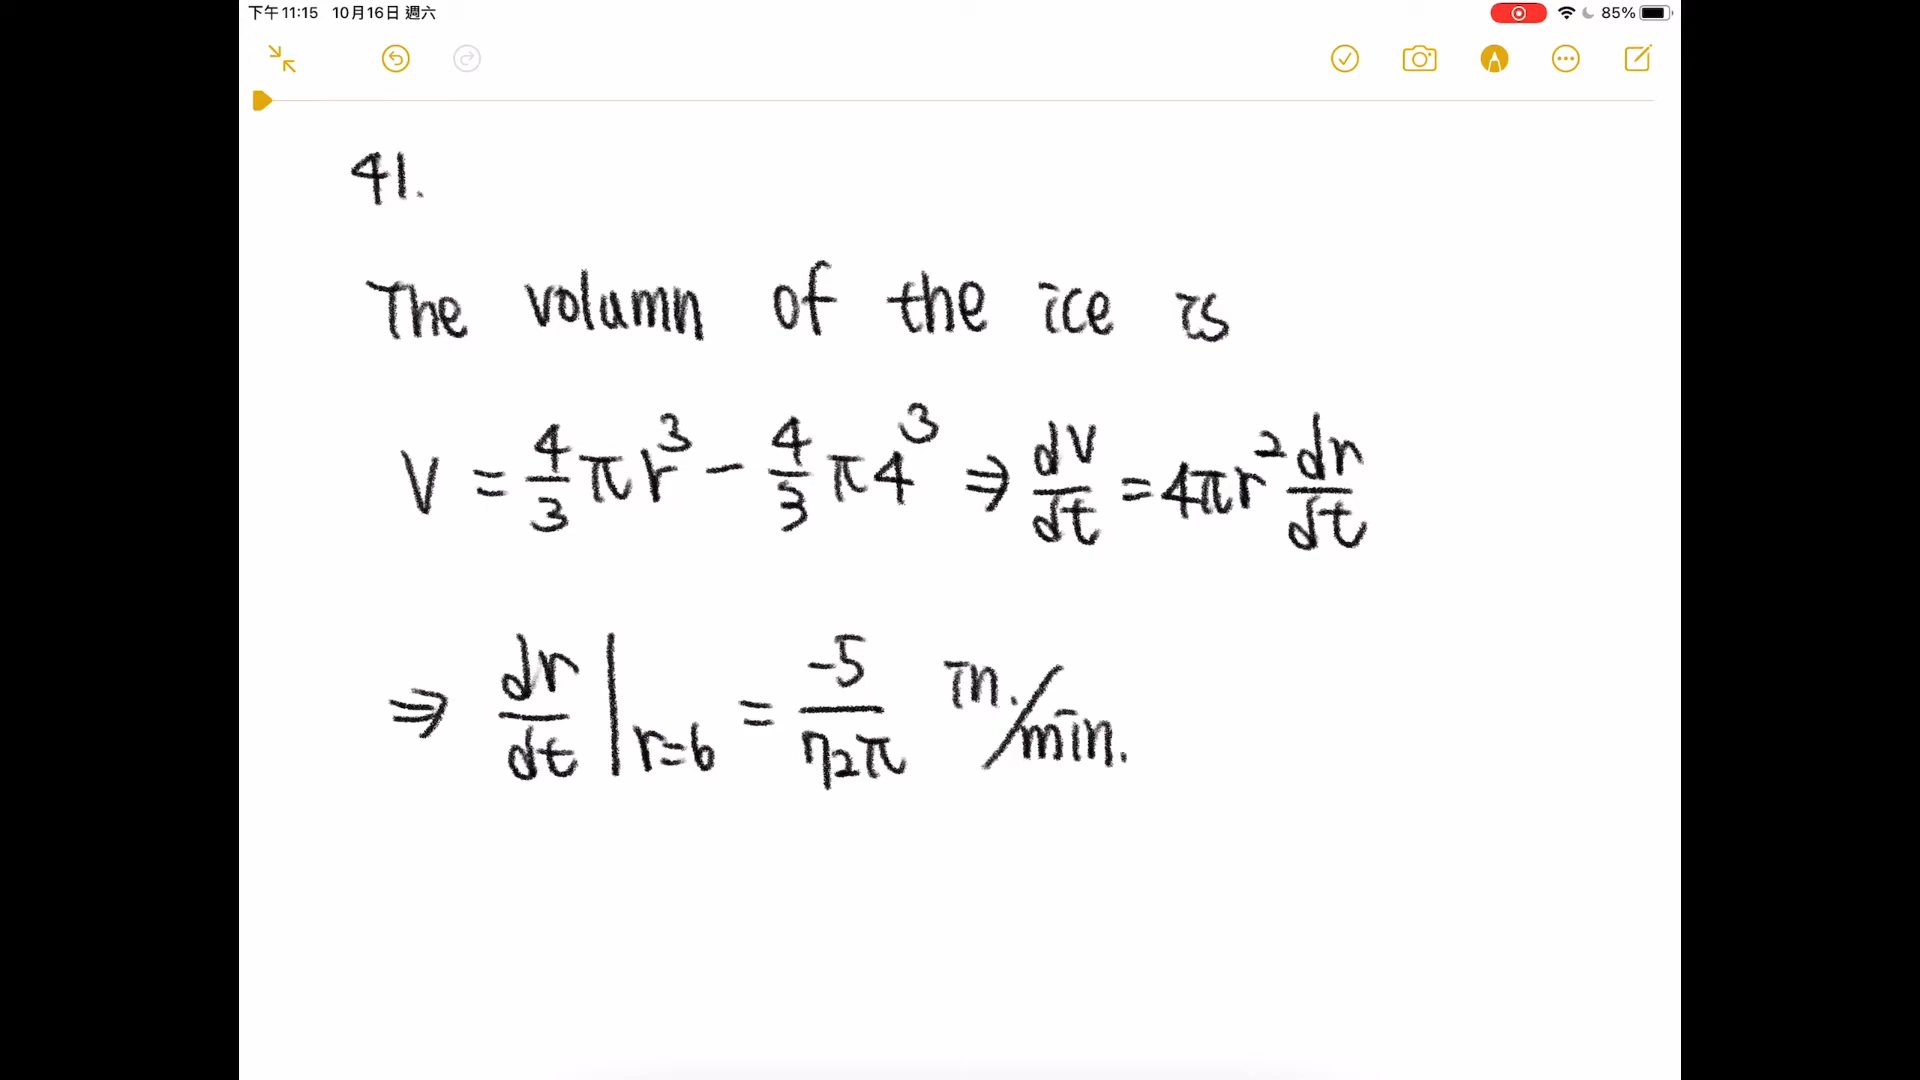 下午11:15 10月16日 週六 85%
41.
The volumn of the ice is
V = 4/3 πr³ - 4/3 π4³ ⇒ dV/dt = 4πr² dr/dt
⇒ dr/dt |r=6 = -5/72π in./min.